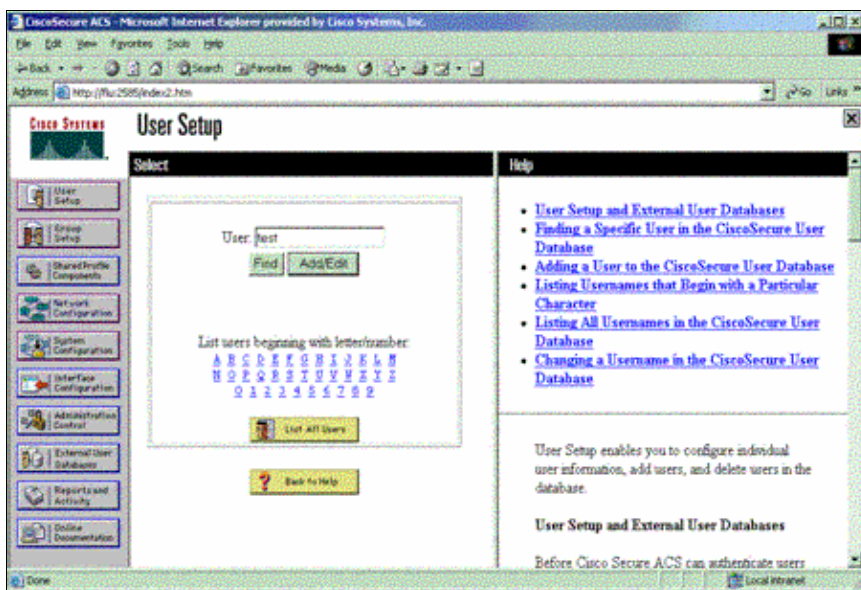 CiscoSecure ACS - Microsoft Internet Explorer provided by Cisco Systems, Inc.
File Edit View Favorites Tools Help
Back Search Favorites Media
Address http://flu:2585/index2.htm Go Links »
CISCO SYSTEMS
User Setup
User Setup
Group Setup
Shared Profile Components
Network Configuration
System Configuration
Interface Configuration
Administration Control
External User Databases
Reports and Activity
Online Documentation
Select
User: test
Find Add/Edit
List users beginning with letter/number:
A B C D E F G H I J K L M
N O P Q R S T U V W X Y Z
0 1 2 3 4 5 6 7 8 9
List All Users
? Back to Help
Help
• User Setup and External User Databases
• Finding a Specific User in the CiscoSecure User
Database
• Adding a User to the CiscoSecure User Database
• Listing Usernames that Begin with a Particular
Character
• Listing All Usernames in the CiscoSecure User
Database
• Changing a Username in the CiscoSecure User
Database
User Setup enables you to configure individual
user information, add users, and delete users in the
database.
User Setup and External User Databases
Before Cisco Secure ACS can authenticate users
Done Local intranet